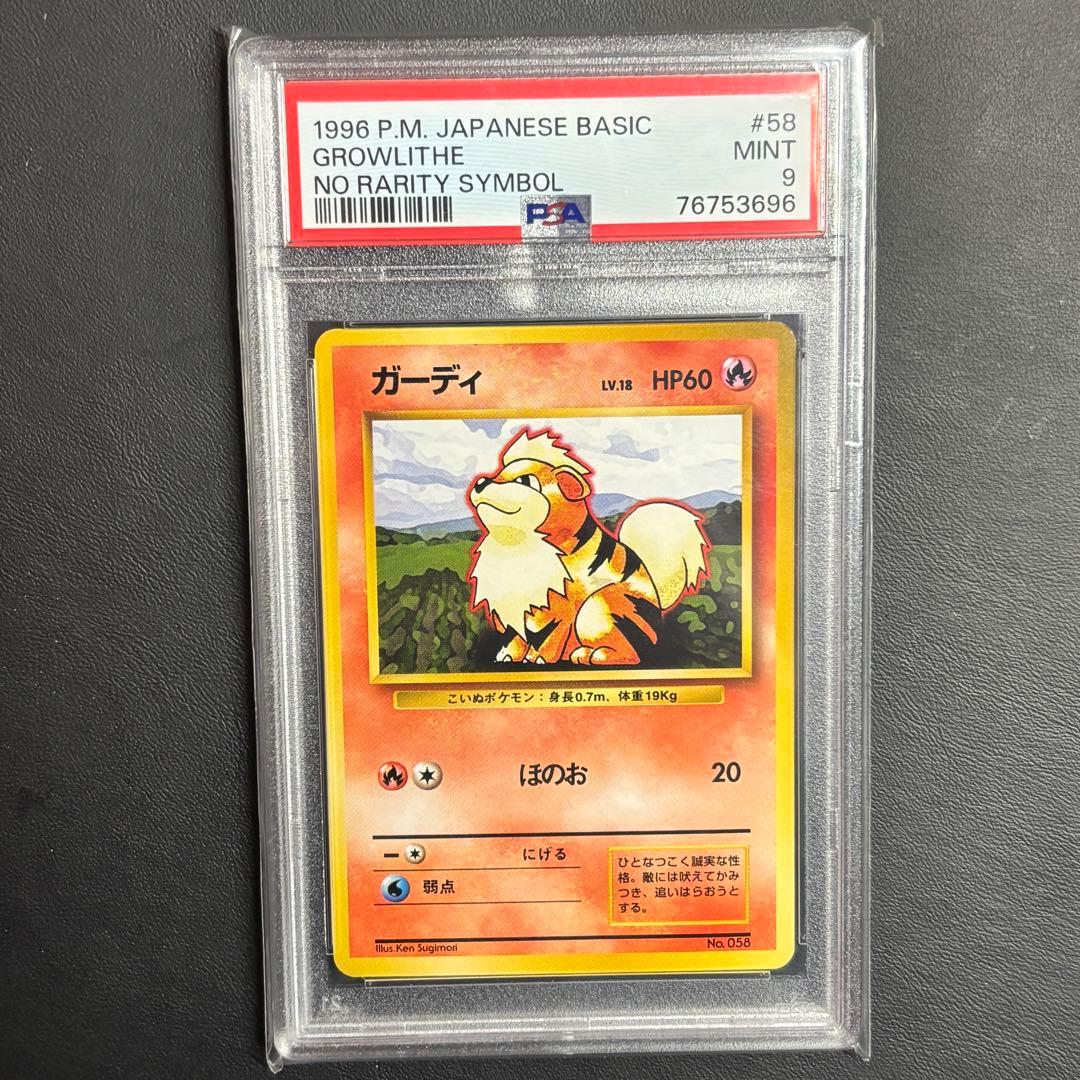 1996 P.M. JAPANESE BASIC #58
GROWLITHE MINT
NO RARITY SYMBOL 9
PSA 76753696
ガーディ LV.18 HP60
こいぬポケモン：身長0.7m、体重19Kg
ほのお 20
にげる
弱点
ひとなつこく誠実な性
格。敵には吠えてかみ
つき、追いはらおうと
する。
Illus.Ken Sugimori No. 058